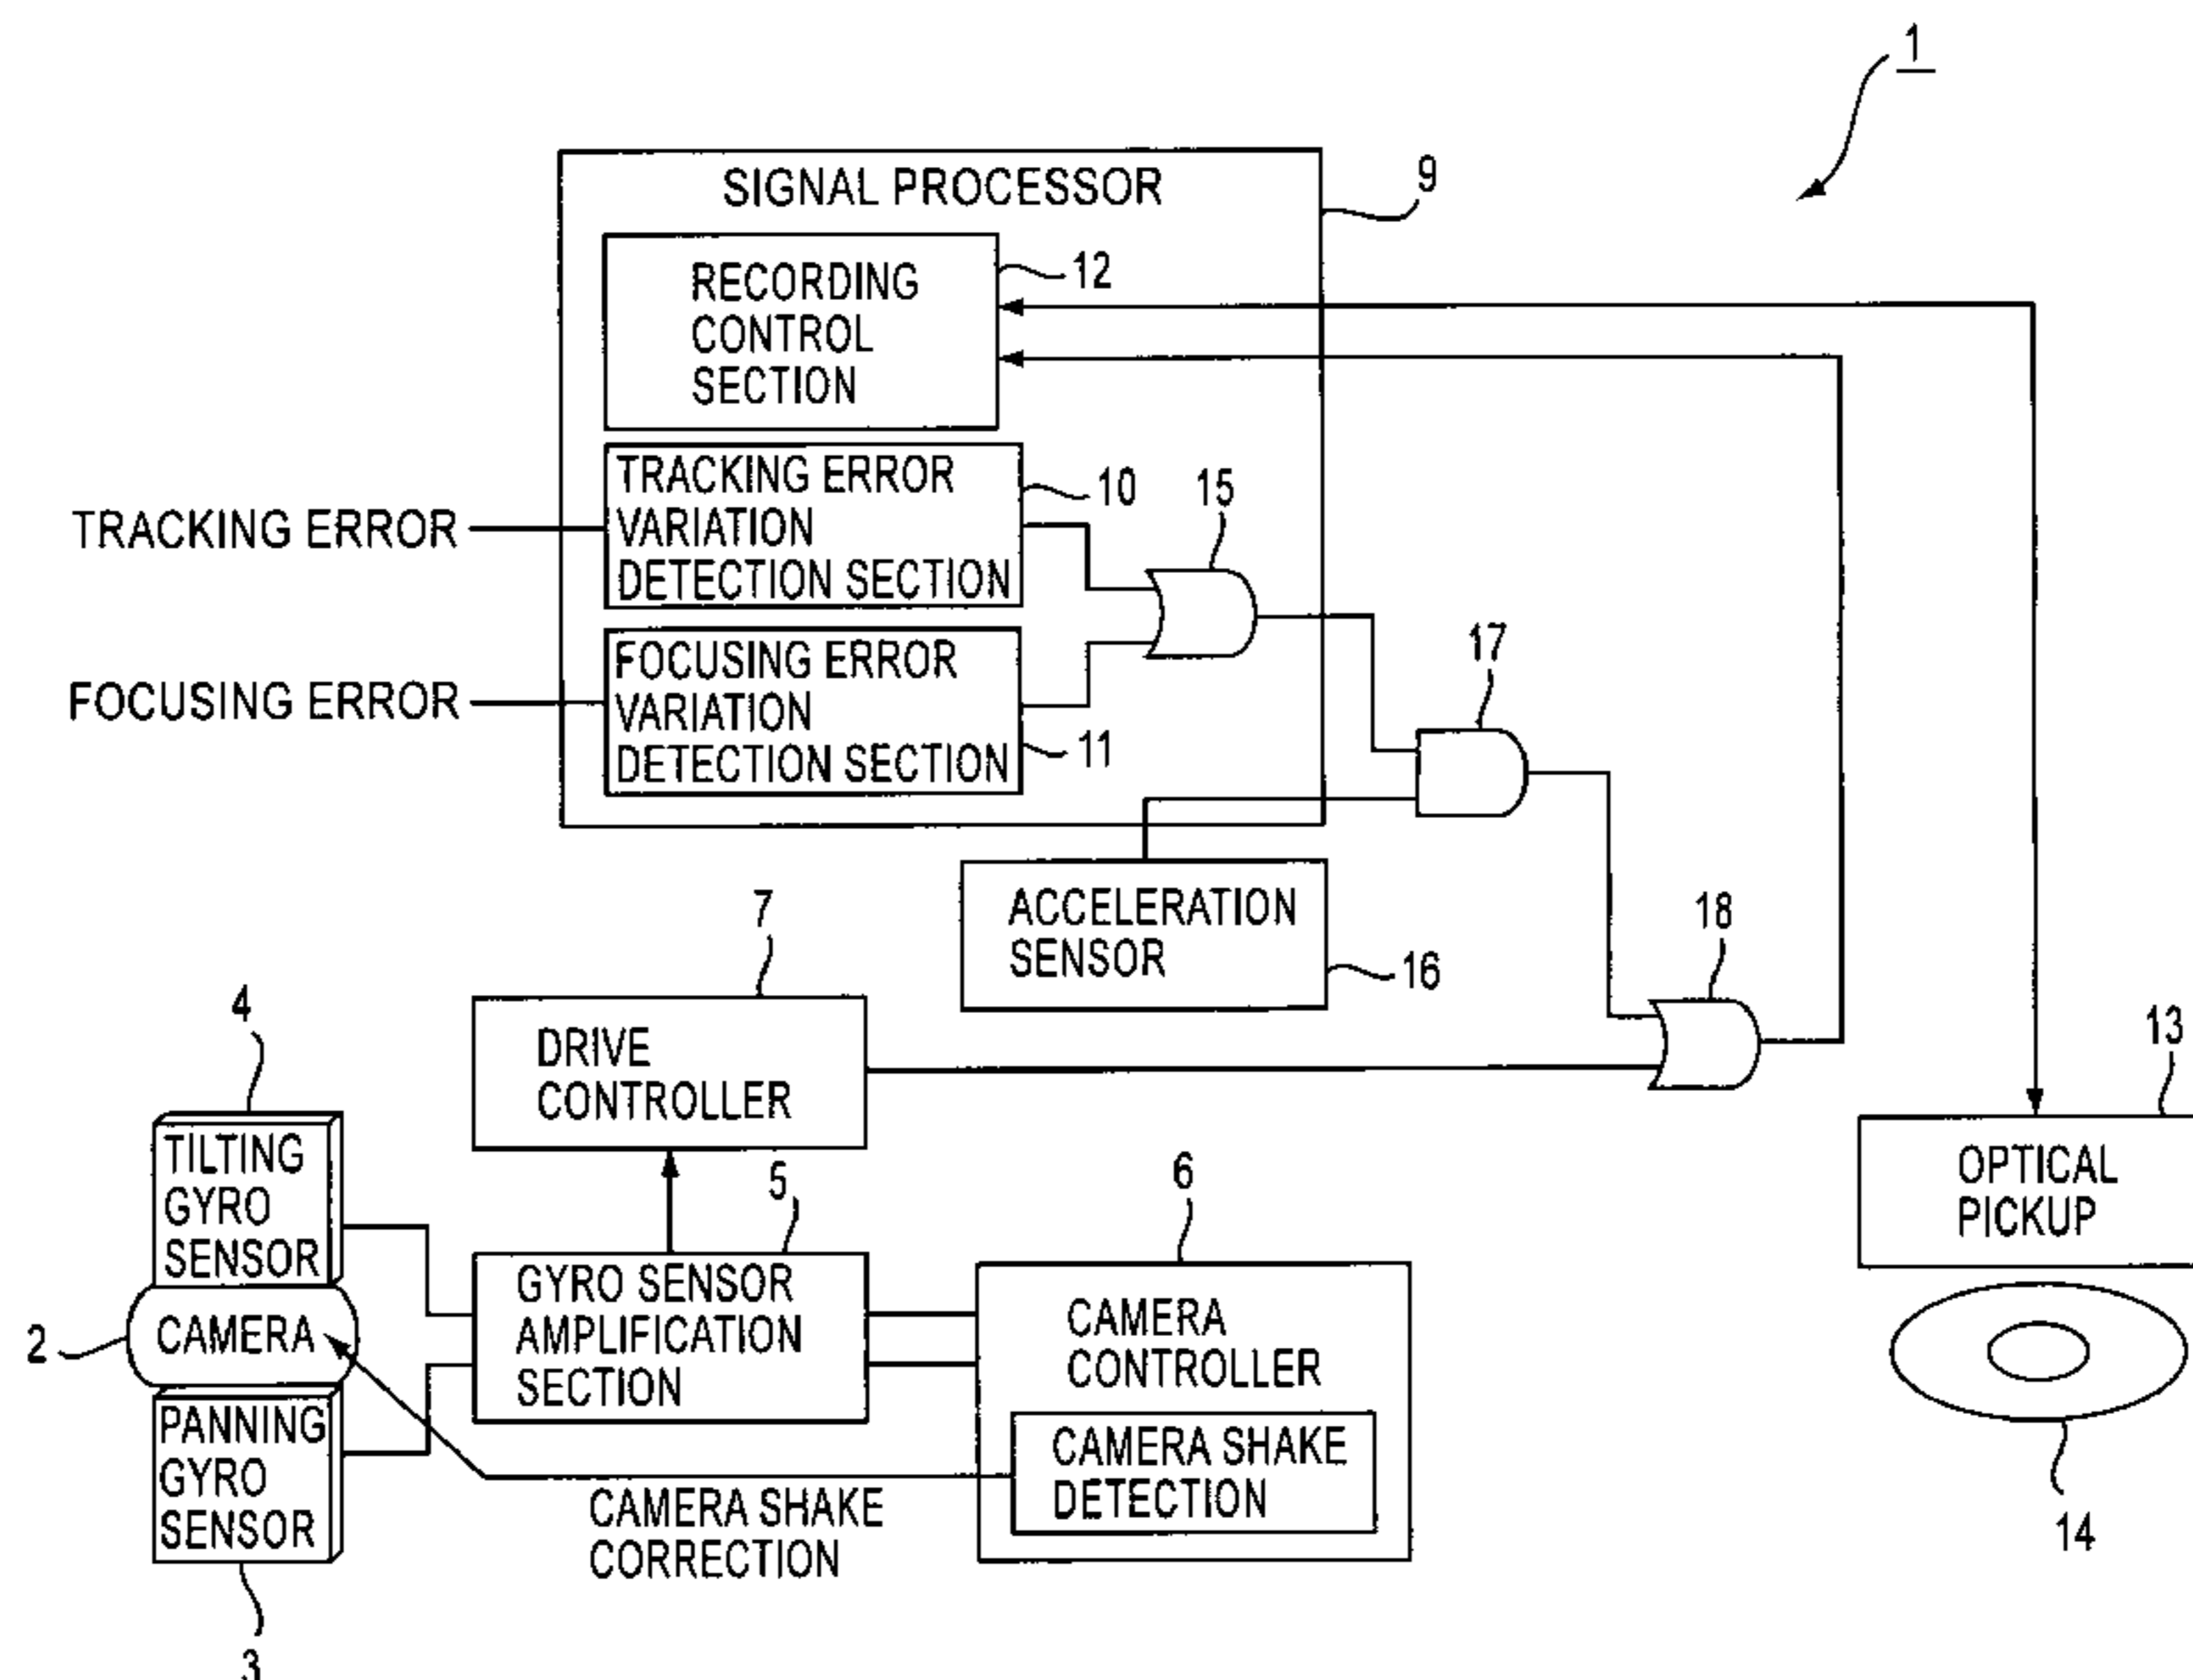 1
SIGNAL PROCESSOR
9
RECORDING
CONTROL
SECTION
12
TRACKING ERROR
TRACKING ERROR
VARIATION
DETECTION SECTION
10
15
FOCUSING ERROR
FOCUSING ERROR
VARIATION
DETECTION SECTION
11
17
ACCELERATION
SENSOR
16
18
7
DRIVE
CONTROLLER
4
TILTING
GYRO
SENSOR
5
GYRO SENSOR
AMPLIFICATION
SECTION
6
CAMERA
CONTROLLER
13
OPTICAL
PICKUP
2
CAMERA
PANNING
GYRO
SENSOR
CAMERA SHAKE
DETECTION
CAMERA SHAKE
CORRECTION
14
3